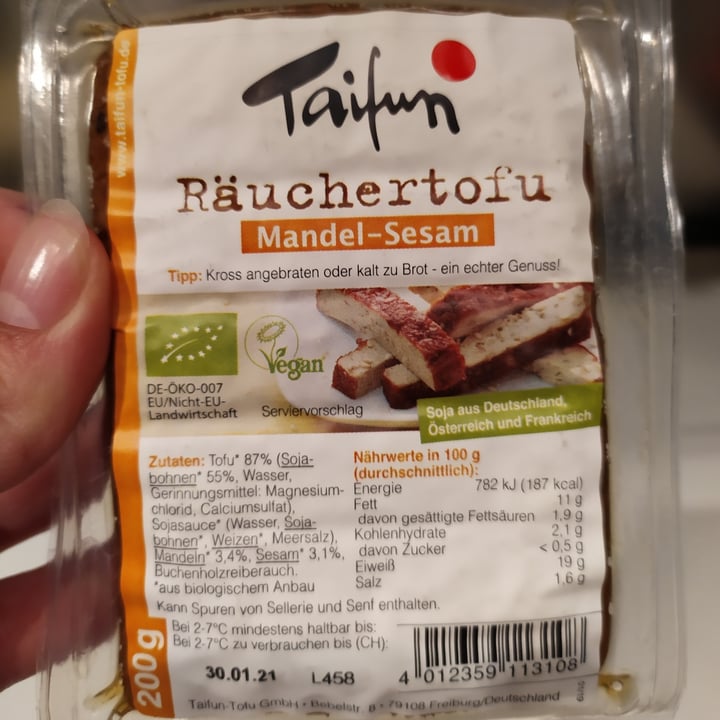 www.taifun-tofu.de
Taifun
Räuchertofu
Mandel-Sesam
Tipp: Kross angebraten oder kalt zu Brot - ein echter Genuss!
Vegan
DE-ÖKO-007
EU/Nicht-EU-
Landwirtschaft
Serviervorschlag
Soja aus Deutschland,
Österreich und Frankreich
Zutaten: Tofu* 87% (Soja-
bohnen* 55%, Wasser,
Gerinnungsmittel: Magnesium-
chlorid, Calciumsulfat),
Sojasauce* (Wasser, Soja-
bohnen*, Weizen*, Meersalz),
Mandeln* 3,4%, Sesam* 3,1%,
Buchenholzreiberauch.
*aus biologischem Anbau
Nährwerte in 100 g
(durchschnittlich):
Energie 782 kJ (187 kcal)
Fett 11 g
davon gesättigte Fettsäuren 1,9 g
Kohlenhydrate 2,1 g
davon Zucker < 0,5 g
Eiweiß 19 g
Salz 1,6 g
Kann Spuren von Sellerie und Senf enthalten.
Bei 2-7°C mindestens haltbar bis:
Bei 2-7°C zu verbrauchen bis (CH):
30.01.21 L458
200g
4 012359 113108
Taifun-Tofu GmbH • Bebelstr. 8 • 79108 Freiburg/Deutschland